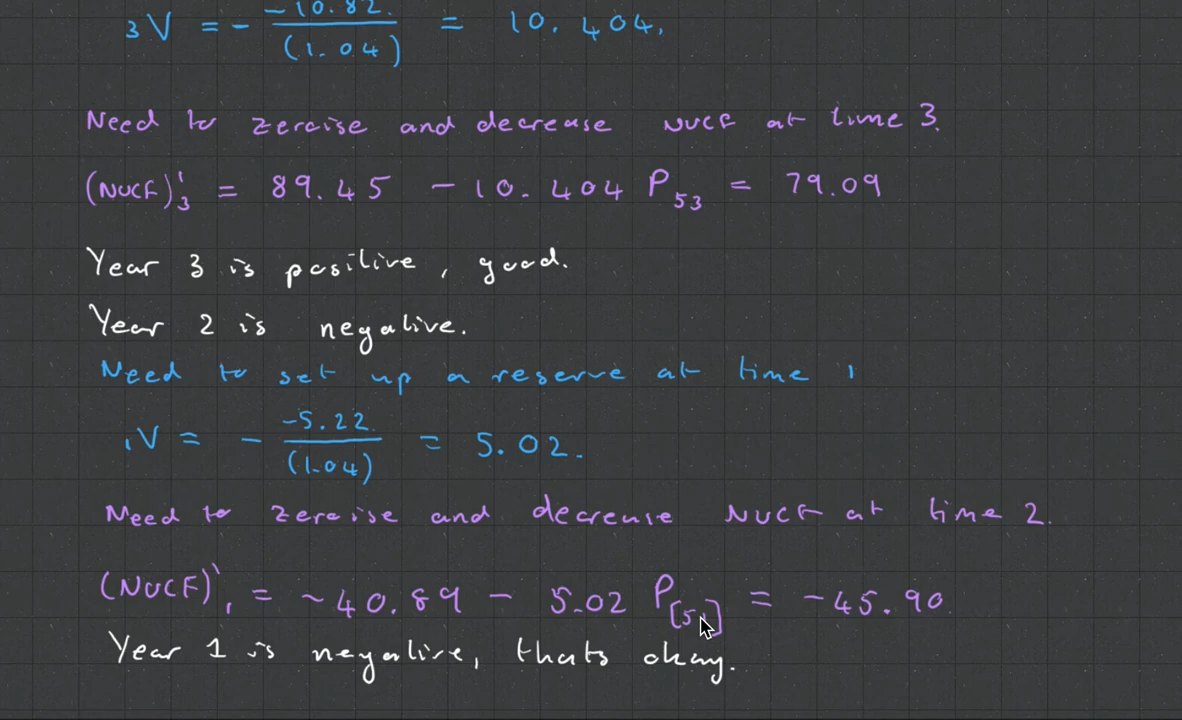 ₃V = - -10.82. / (1.04) = 10.404.
Need to zeroise and decrease NUCF at time 3.
(NUCF)'₃ = 89.45 - 10.404 P₅₃ = 79.09
Year 3 is positive, good.
Year 2 is negative.
Need to set up a reserve at time 1
₁V = - -5.22. / (1.04) = 5.02.
Need to zeroise and decrease NUCF at time 2.
(NUCF)'₁ = -40.89 - 5.02 P = -45.90
Year 1 is negative, thats okay.